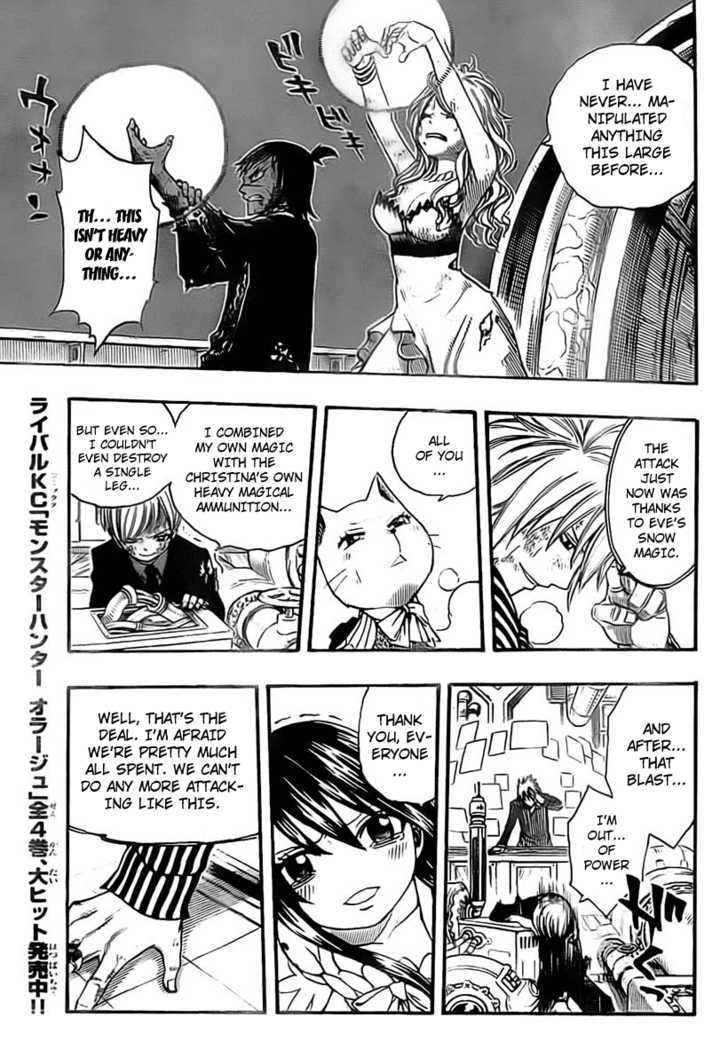 I HAVE
NEVER... MA-
NIPULATED
ANYTHING
THIS LARGE
BEFORE...
ビキビキ
TH... THIS
ISN'T HEAVY
OR ANY-
THING...
THE
ATTACK
JUST
NOW WAS
THANKS
TO EVE'S
SNOW
MAGIC.
ALL
OF YOU
...
I COMBINED
MY OWN MAGIC
WITH THE
CHRISTINA'S OWN
HEAVY MAGICAL
AMMUNITION.
BUT EVEN SO...
I COULDN'T
EVEN DESTROY
A SINGLE
LEG...
AND
AFTER...
THAT
BLAST...
I'M
OUT...
OF
POWER
...
THANK
YOU, EV-
ERYONE
...
WELL, THAT'S THE
DEAL. I'M AFRAID
WE'RE PRETTY MUCH
ALL SPENT. WE CAN'T
DO ANY MORE ATTACK-
ING LIKE THIS.
ライバルKC「モンスターハンター オラージュ」全4巻、大ヒット発売中!!